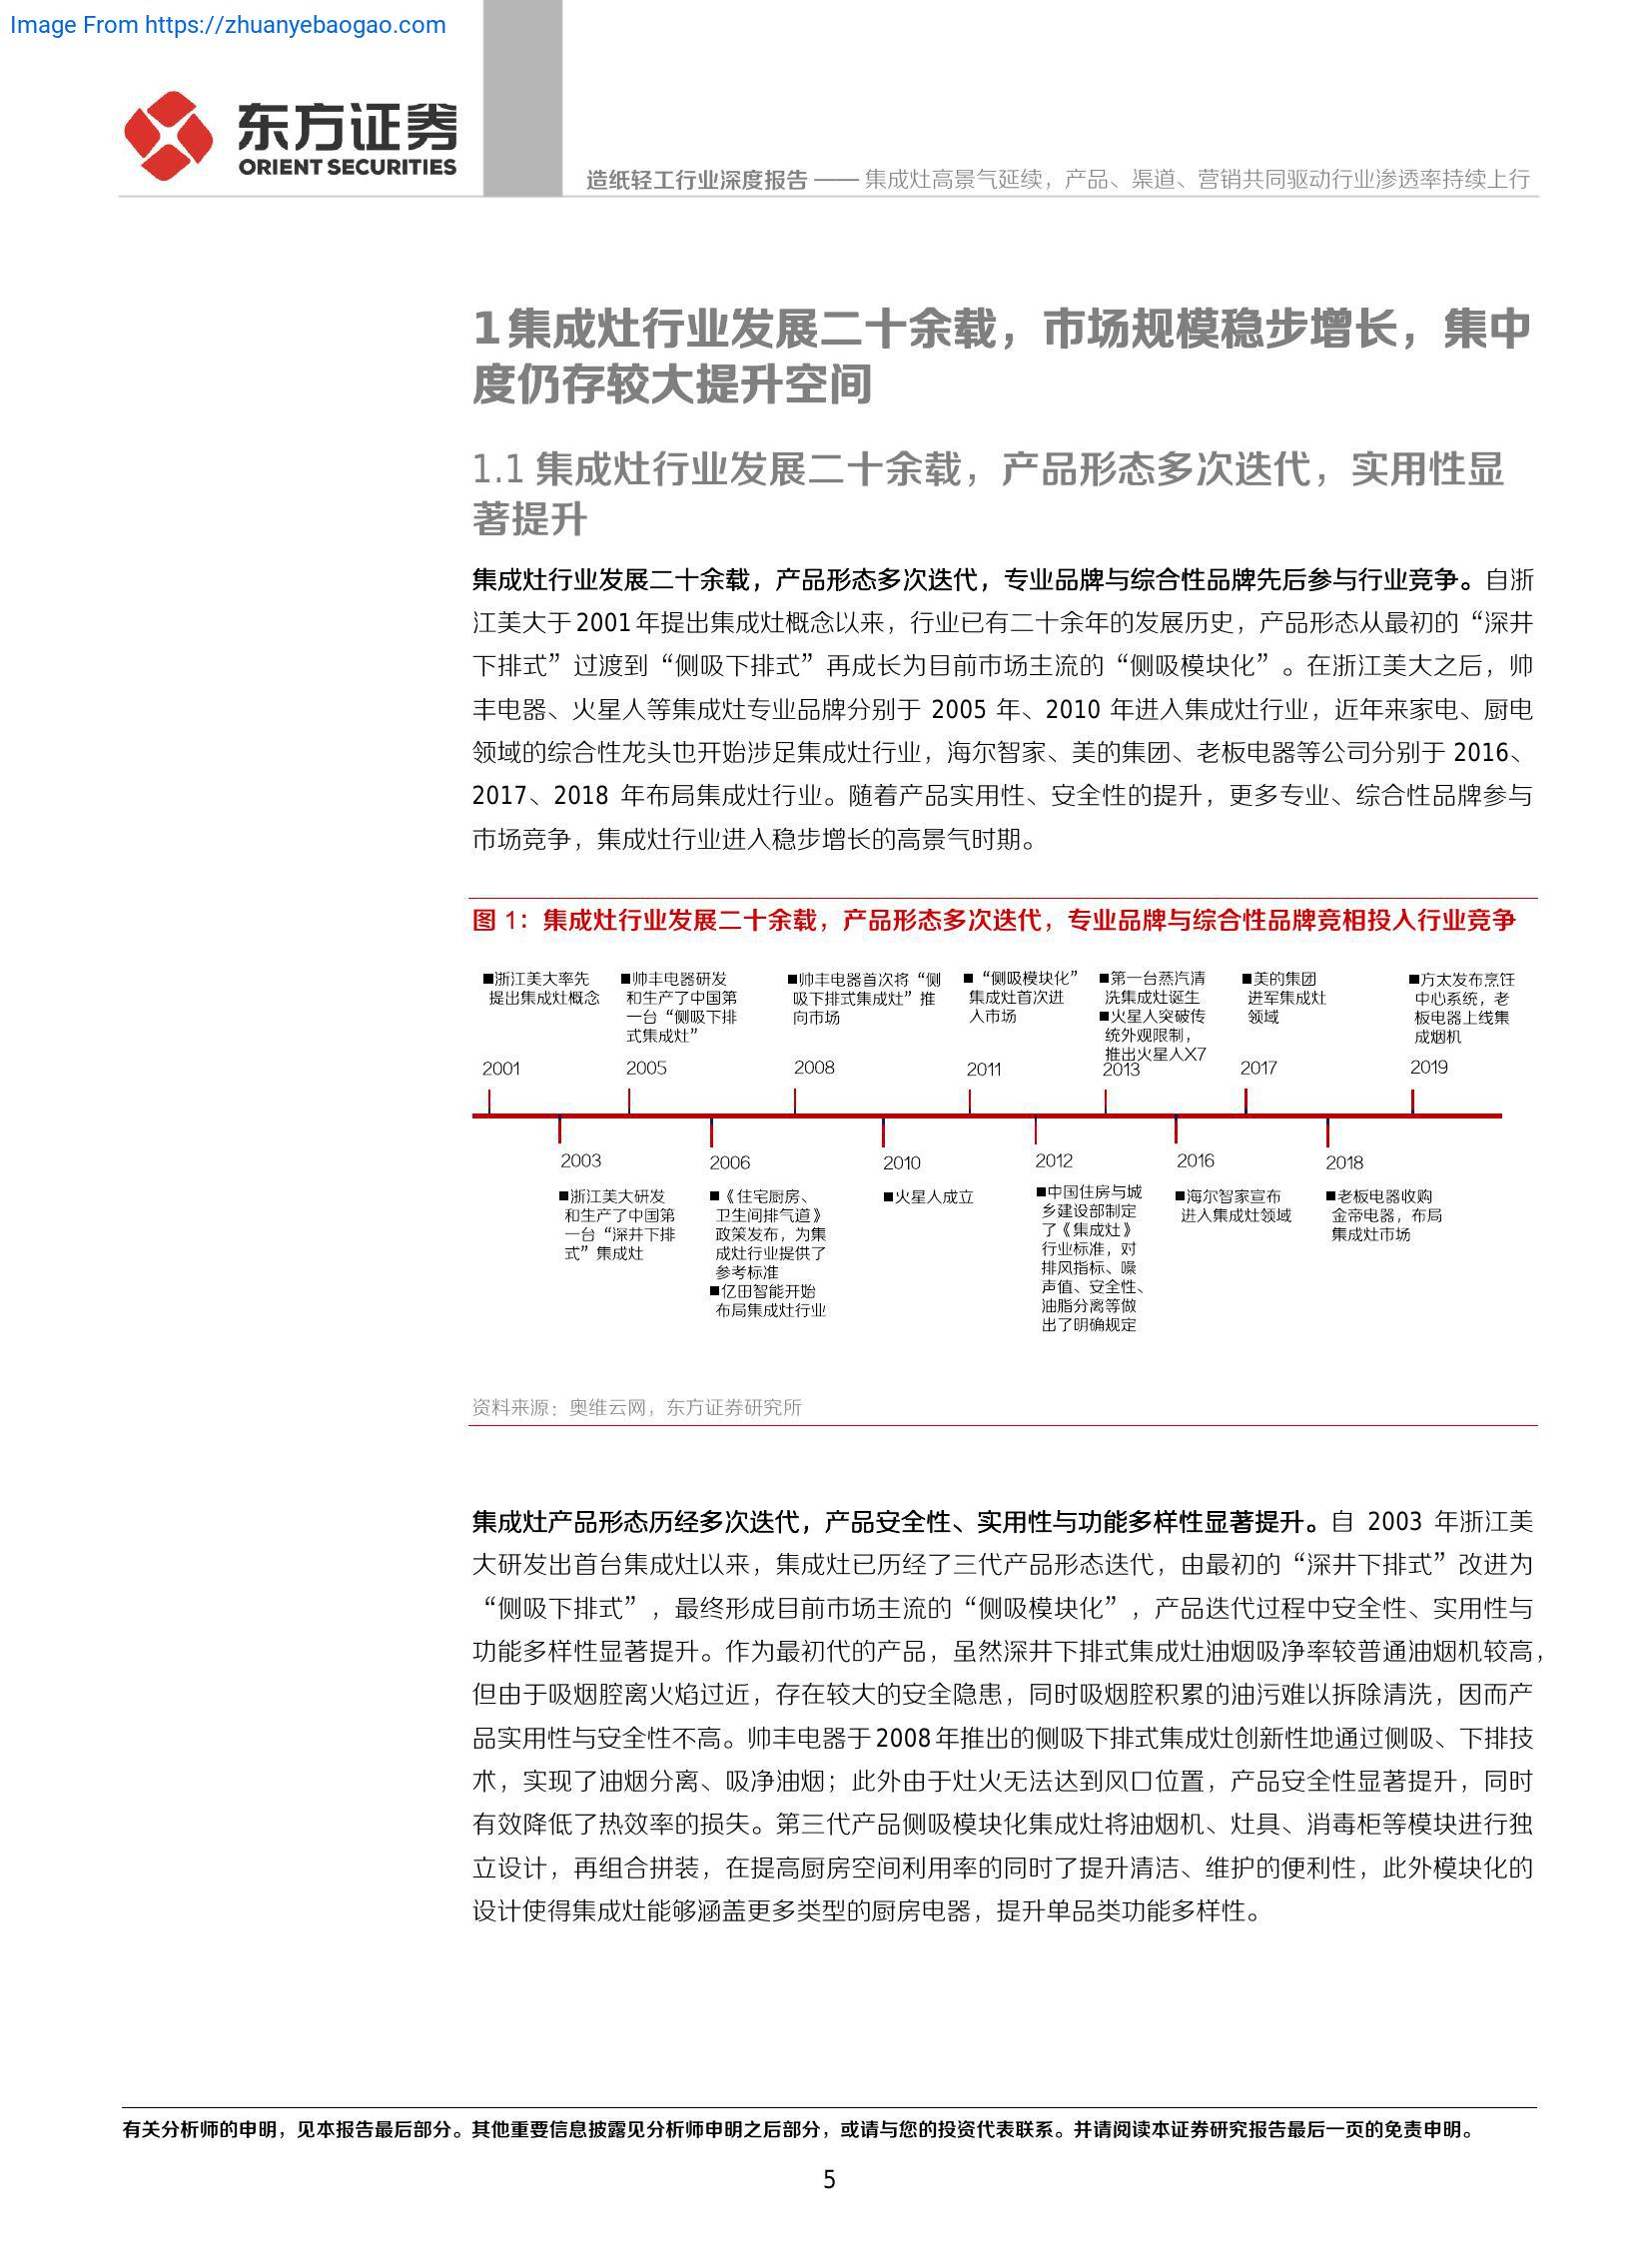 Image From https://zhuanyebaogao.com
东方证券
ORIENT SECURITIES
造纸轻工行业深度报告 —— 集成灶高景气延续，产品、渠道、营销共同驱动行业渗透率持续上行
1集成灶行业发展二十余载，市场规模稳步增长，集中
度仍存较大提升空间
1.1 集成灶行业发展二十余载，产品形态多次迭代，实用性显
著提升
集成灶行业发展二十余载，产品形态多次迭代，专业品牌与综合性品牌先后参与行业竞争。自浙
江美大于2001年提出集成灶概念以来，行业已有二十余年的发展历史，产品形态从最初的“深井
下排式”过渡到“侧吸下排式”再成长为目前市场主流的“侧吸模块化”。在浙江美大之后，帅
丰电器、火星人等集成灶专业品牌分别于 2005 年、2010 年进入集成灶行业，近年来家电、厨电
领域的综合性龙头也开始涉足集成灶行业，海尔智家、美的集团、老板电器等公司分别于 2016、
2017、2018 年布局集成灶行业。随着产品实用性、安全性的提升，更多专业、综合性品牌参与
市场竞争，集成灶行业进入稳步增长的高景气时期。
图 1：集成灶行业发展二十余载，产品形态多次迭代，专业品牌与综合性品牌竞相投入行业竞争
■浙江美大率先
提出集成灶概念
2001
■帅丰电器研发
和生产了中国第
一台“侧吸下排
式集成灶”
2005
■帅丰电器首次将“侧
吸下排式集成灶”推
向市场
2008
■“侧吸模块化”
集成灶首次进
入市场
2011
■第一台蒸汽清
洗集成灶诞生
■火星人突破传
统外观限制，
推出火星人X7
2013
■美的集团
进军集成灶
领域
2017
■方太发布烹饪
中心系统，老
板电器上线集
成烟机
2019
2003
■浙江美大研发
和生产了中国第
一台“深井下排
式”集成灶
2006
■《住宅厨房、
卫生间排气道》
政策发布，为集
成灶行业提供了
参考标准
■亿田智能开始
布局集成灶行业
2010
■火星人成立
2012
■中国住房与城
乡建设部制定
了《集成灶》
行业标准，对
排风指标、噪
声值、安全性、
油脂分离等做
出了明确规定
2016
■海尔智家宣布
进入集成灶领域
2018
■老板电器收购
金帝电器，布局
集成灶市场
资料来源：奥维云网，东方证券研究所
集成灶产品形态历经多次迭代，产品安全性、实用性与功能多样性显著提升。自 2003 年浙江美
大研发出首台集成灶以来，集成灶已历经了三代产品形态迭代，由最初的“深井下排式”改进为
“侧吸下排式”，最终形成目前市场主流的“侧吸模块化”，产品迭代过程中安全性、实用性与
功能多样性显著提升。作为最初代的产品，虽然深井下排式集成灶油烟吸净率较普通油烟机较高，
但由于吸烟腔离火焰过近，存在较大的安全隐患，同时吸烟腔积累的油污难以拆除清洗，因而产
品实用性与安全性不高。帅丰电器于2008年推出的侧吸下排式集成灶创新性地通过侧吸、下排技
术，实现了油烟分离、吸净油烟；此外由于灶火无法达到风口位置，产品安全性显著提升，同时
有效降低了热效率的损失。第三代产品侧吸模块化集成灶将油烟机、灶具、消毒柜等模块进行独
立设计，再组合拼装，在提高厨房空间利用率的同时了提升清洁、维护的便利性，此外模块化的
设计使得集成灶能够涵盖更多类型的厨房电器，提升单品类功能多样性。
有关分析师的申明，见本报告最后部分。其他重要信息披露见分析师申明之后部分，或请与您的投资代表联系。并请阅读本证券研究报告最后一页的免责申明。
5